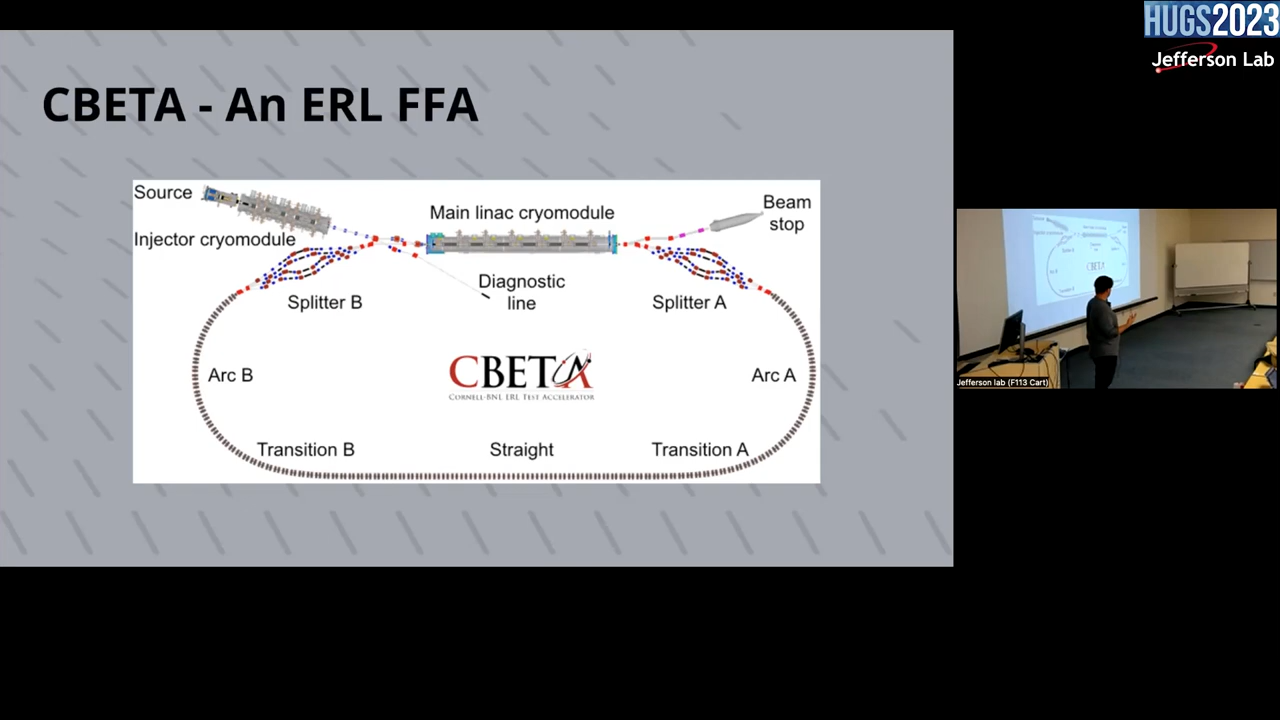 HUGS2023
Jefferson Lab
CBETA - An ERL FFA
Source
Injector cryomodule
Main linac cryomodule
Beam
stop
Diagnostic
line
Splitter B
Splitter A
Arc B
CBETA
CORNELL-BNL ERL TEST ACCELERATOR
Arc A
Transition B
Straight
Transition A
Jefferson lab (F113 Cart)